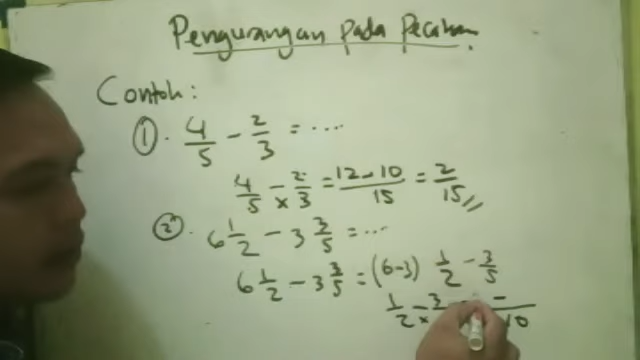 Pengurangan pada Pecahan.
Contoh:
1. 4/5 - 2/3 = ....
4/5 - 2/3 = 12-10/15 = 2/15 //
2. 6 1/2 - 3 3/5 = ...
6 1/2 - 3 3/5 = (6-3) 1/2 - 3/5
1/2 - 3 - /10